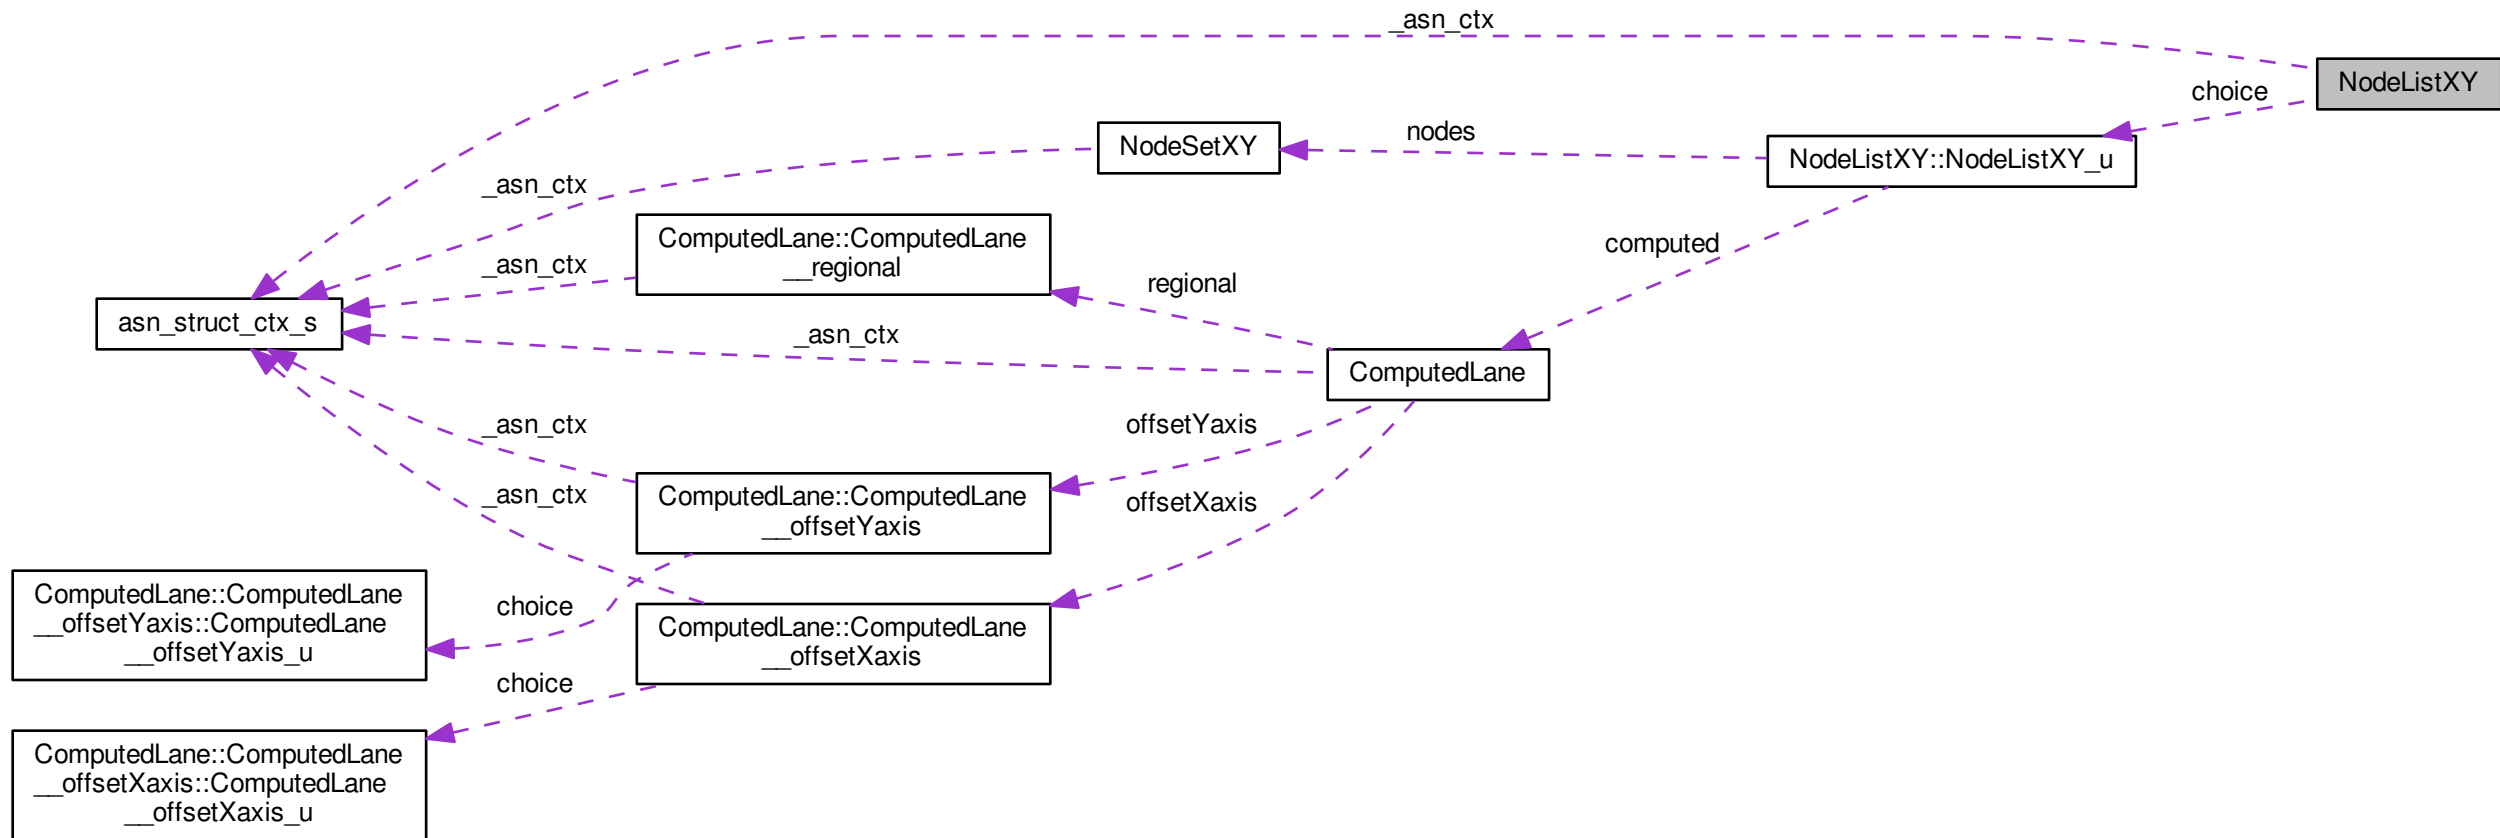 _asn_ctx
NodeListXY
choice
nodes
NodeSetXY
NodeListXY::NodeListXY_u
_asn_ctx
ComputedLane::ComputedLane
__regional
computed
_asn_ctx
regional
asn_struct_ctx_s
_asn_ctx
ComputedLane
_asn_ctx
offsetYaxis
_asn_ctx
ComputedLane::ComputedLane
__offsetYaxis
offsetXaxis
ComputedLane::ComputedLane
__offsetYaxis::ComputedLane
__offsetYaxis_u
choice
ComputedLane::ComputedLane
__offsetXaxis
choice
ComputedLane::ComputedLane
__offsetXaxis::ComputedLane
__offsetXaxis_u